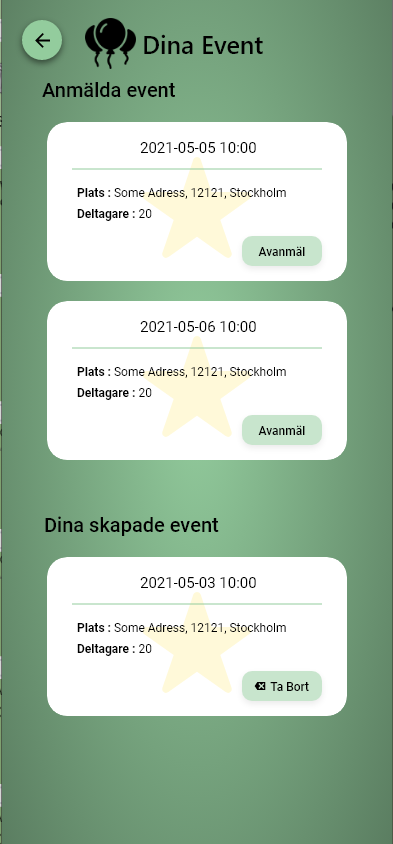 Dina Event
Anmälda event
2021-05-05 10:00
Plats : Some Adress, 12121, Stockholm
Deltagare : 20
Avanmäl
2021-05-06 10:00
Plats : Some Adress, 12121, Stockholm
Deltagare : 20
Avanmäl
Dina skapade event
2021-05-03 10:00
Plats : Some Adress, 12121, Stockholm
Deltagare : 20
Ta Bort